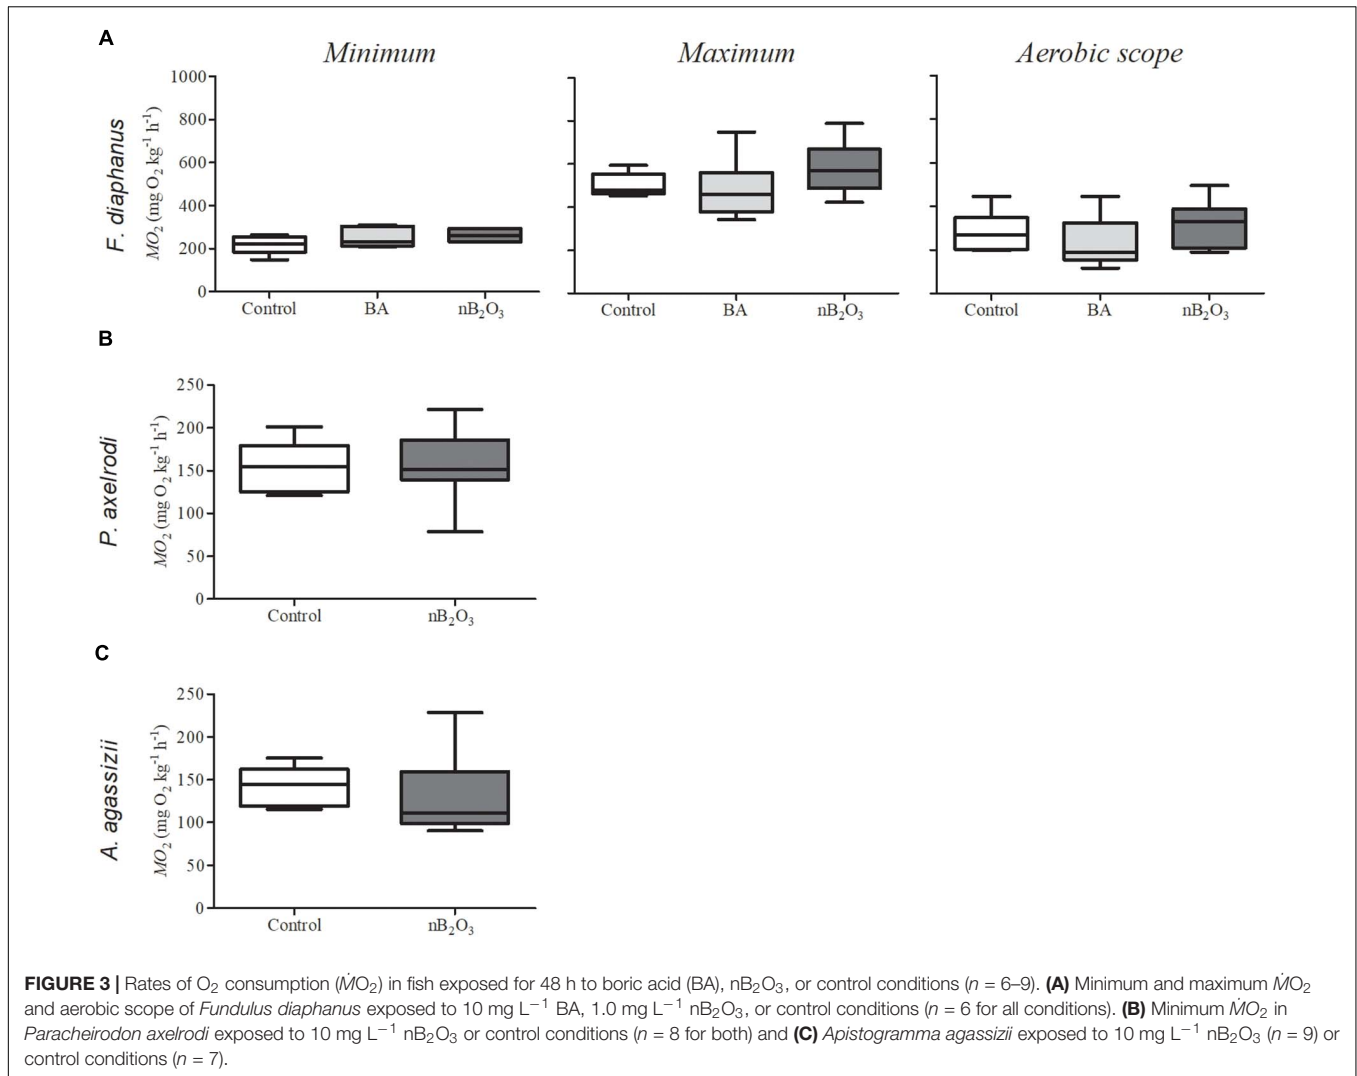 A
Minimum
Maximum
Aerobic scope
F. diaphanus
MO₂ (mg O₂ kg⁻¹ h⁻¹)
1000
800
600
400
200
0
Control BA nB₂O₃
Control BA nB₂O₃
Control BA nB₂O₃
B
P. axelrodi
MO₂ (mg O₂ kg⁻¹ h⁻¹)
250
200
150
100
50
0
Control nB₂O₃
C
A. agassizii
MO₂ (mg O₂ kg⁻¹ h⁻¹)
250
200
150
100
50
0
Control nB₂O₃
FIGURE 3 | Rates of O₂ consumption (ṀO₂) in fish exposed for 48 h to boric acid (BA), nB₂O₃, or control conditions (n = 6–9). (A) Minimum and maximum ṀO₂
and aerobic scope of Fundulus diaphanus exposed to 10 mg L⁻¹ BA, 1.0 mg L⁻¹ nB₂O₃, or control conditions (n = 6 for all conditions). (B) Minimum ṀO₂ in
Paracheirodon axelrodi exposed to 10 mg L⁻¹ nB₂O₃ or control conditions (n = 8 for both) and (C) Apistogramma agassizii exposed to 10 mg L⁻¹ nB₂O₃ (n = 9) or
control conditions (n = 7).